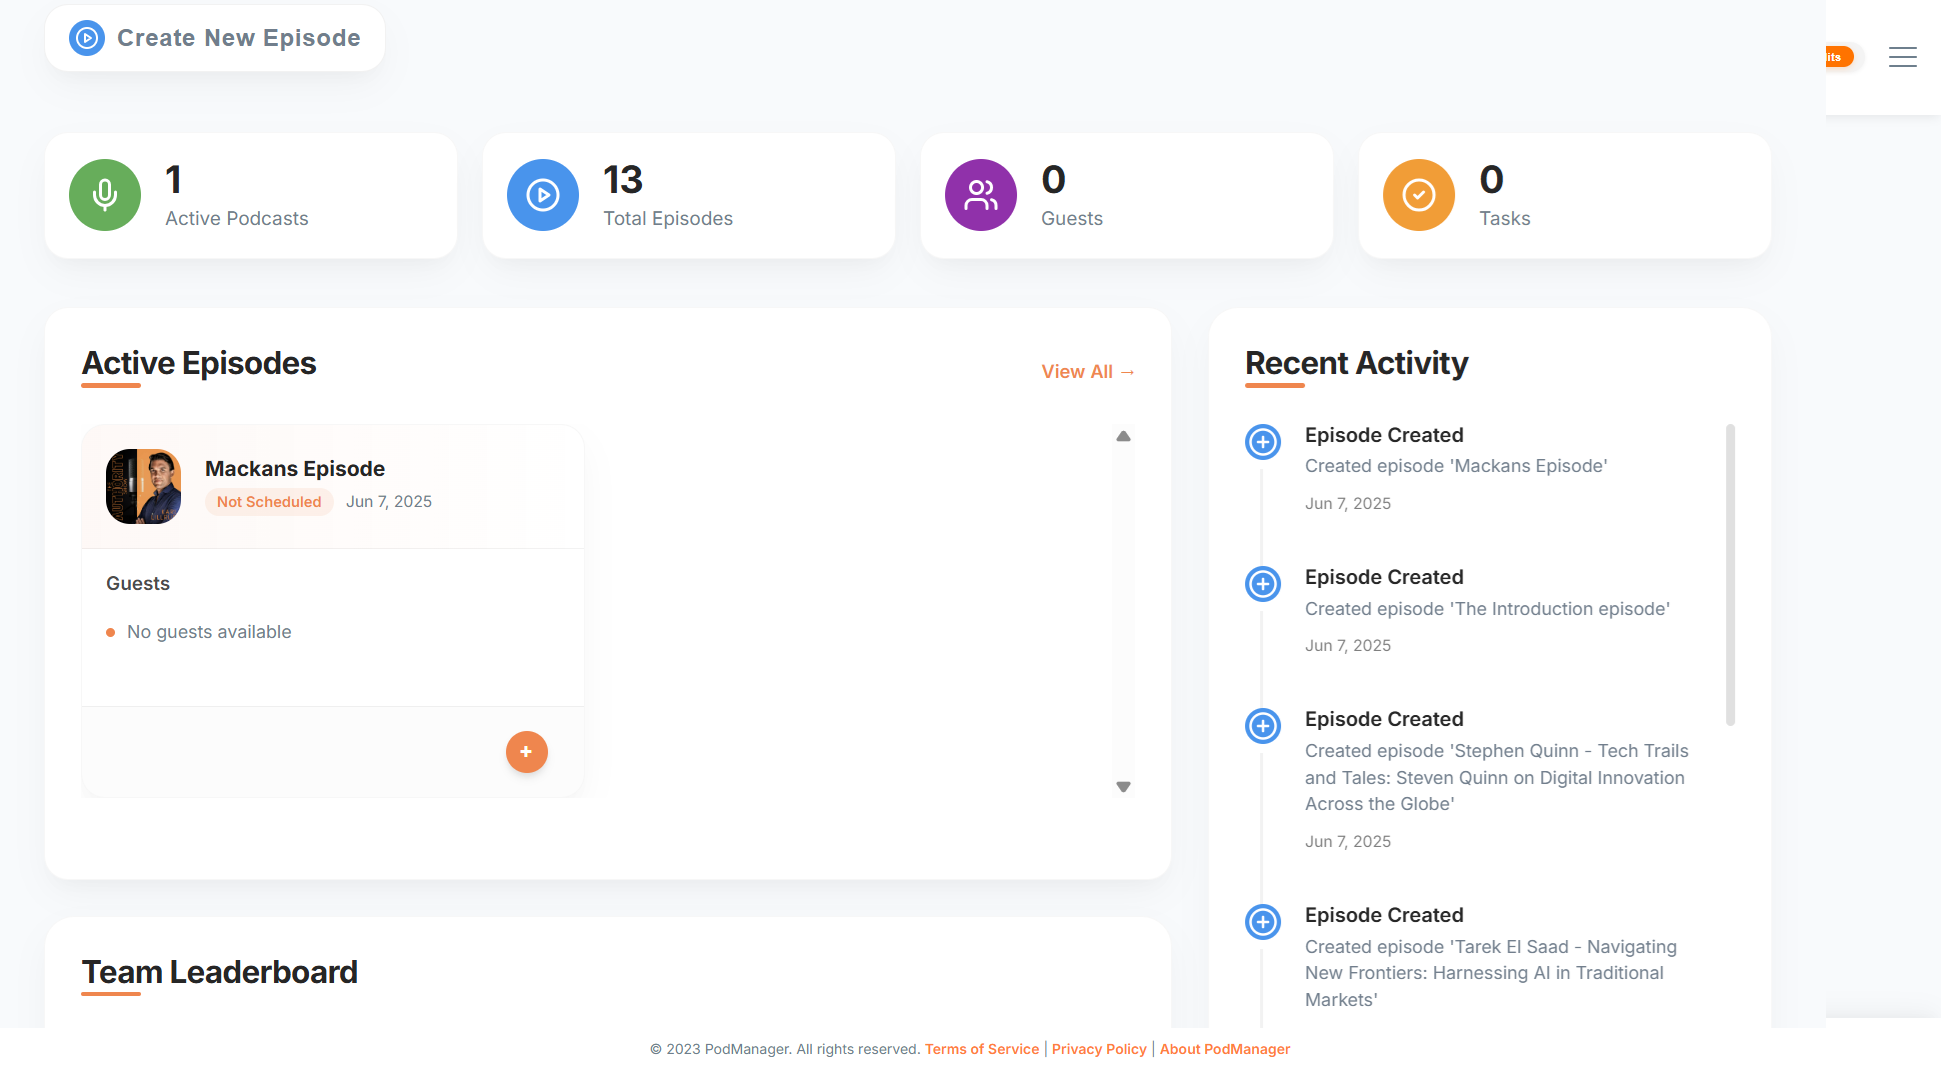 Create New Episode
its
1
Active Podcasts
13
Total Episodes
0
Guests
0
Tasks
Active Episodes
View All →
Mackans Episode
Not Scheduled
Jun 7, 2025
Guests
No guests available
+
Team Leaderboard
Recent Activity
Episode Created
Created episode 'Mackans Episode'
Jun 7, 2025
Episode Created
Created episode 'The Introduction episode'
Jun 7, 2025
Episode Created
Created episode 'Stephen Quinn - Tech Trails
and Tales: Steven Quinn on Digital Innovation
Across the Globe'
Jun 7, 2025
Episode Created
Created episode 'Tarek El Saad - Navigating
New Frontiers: Harnessing AI in Traditional
Markets'
© 2023 PodManager. All rights reserved. Terms of Service | Privacy Policy | About PodManager